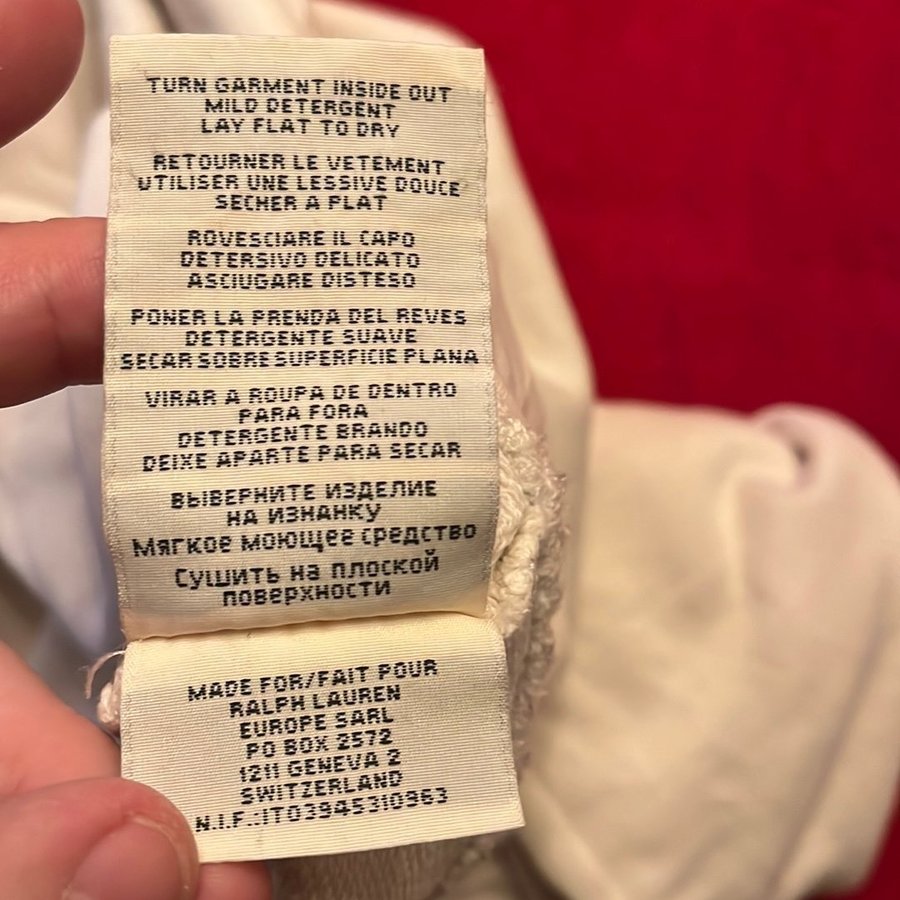 TURN GARMENT INSIDE OUT
MILD DETERGENT
LAY FLAT TO DRY
RETOURNER LE VETEMENT
UTILISER UNE LESSIVE DOUCE
SECHER A PLAT
ROVESCIARE IL CAPO
DETERSIVO DELICATO
ASCIUGARE DISTESO
PONER LA PRENDA DEL REVES
DETERGENTE SUAVE
SECAR SOBRE SUPERFICIE PLANA
VIRAR A ROUPA DE DENTRO
PARA FORA
DETERGENTE BRANDO
DEIXE APARTE PARA SECAR
ВЫВЕРНИТЕ ИЗДЕЛИЕ
НА ИЗНАНКУ
Мягкое моющее средство
Сушить на плоской
поверхности
MADE FOR/FAIT POUR
RALPH LAUREN
EUROPE SARL
PO BOX 2572
1211 GENEVA 2
SWITZERLAND
N.I.F.:IT03945310963